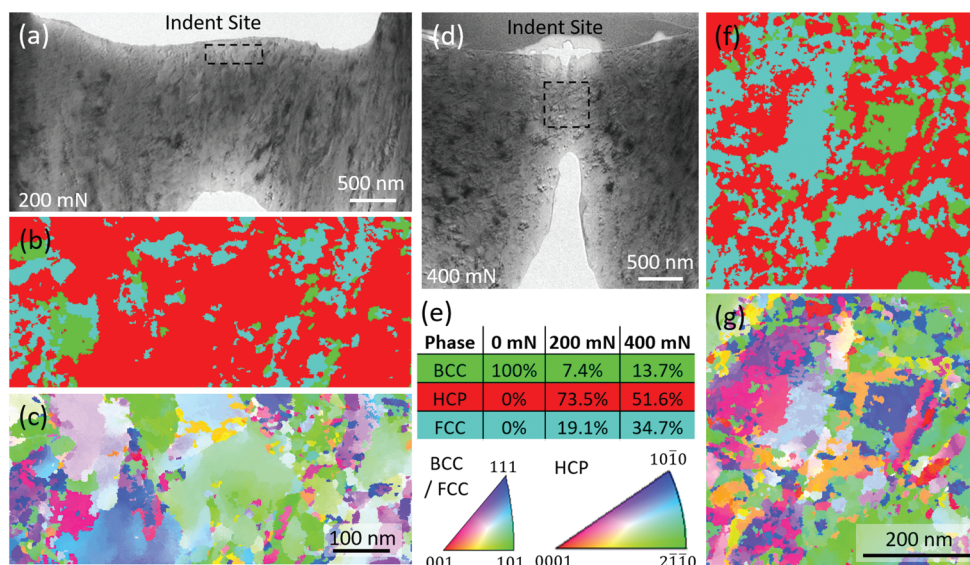 (a)
Indent Site
200 mN
500 nm
(b)
(c)
100 nm
(d)
Indent Site
400 mN
500 nm
(e)
Phase 0 mN 200 mN 400 mN
BCC 100% 7.4% 13.7%
HCP 0% 73.5% 51.6%
FCC 0% 19.1% 34.7%
BCC
/ FCC
111
001 101
HCP
101̄0
0001 21̄1̄0
(f)
(g)
200 nm